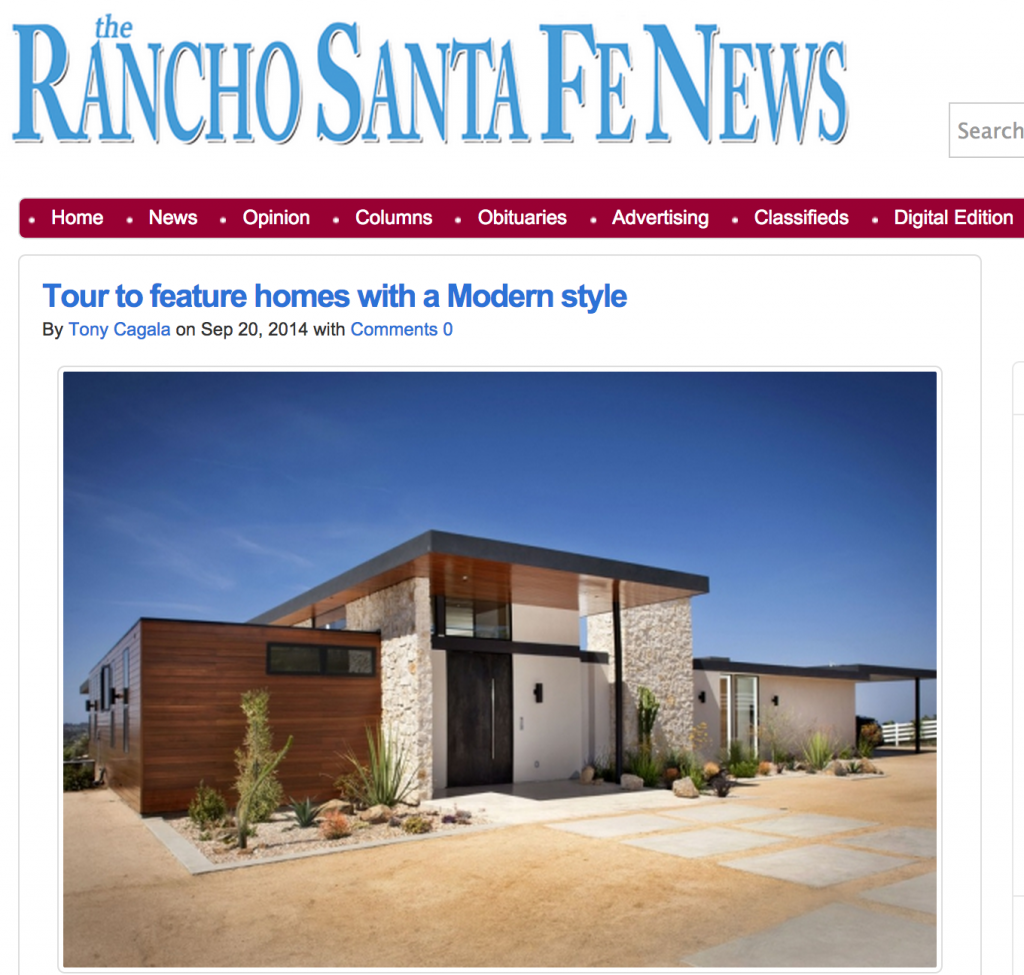 the
RANCHO SANTA FE NEWS
Search
Home News Opinion Columns Obituaries Advertising Classifieds Digital Edition
Tour to feature homes with a Modern style
By Tony Cagala on Sep 20, 2014 with Comments 0